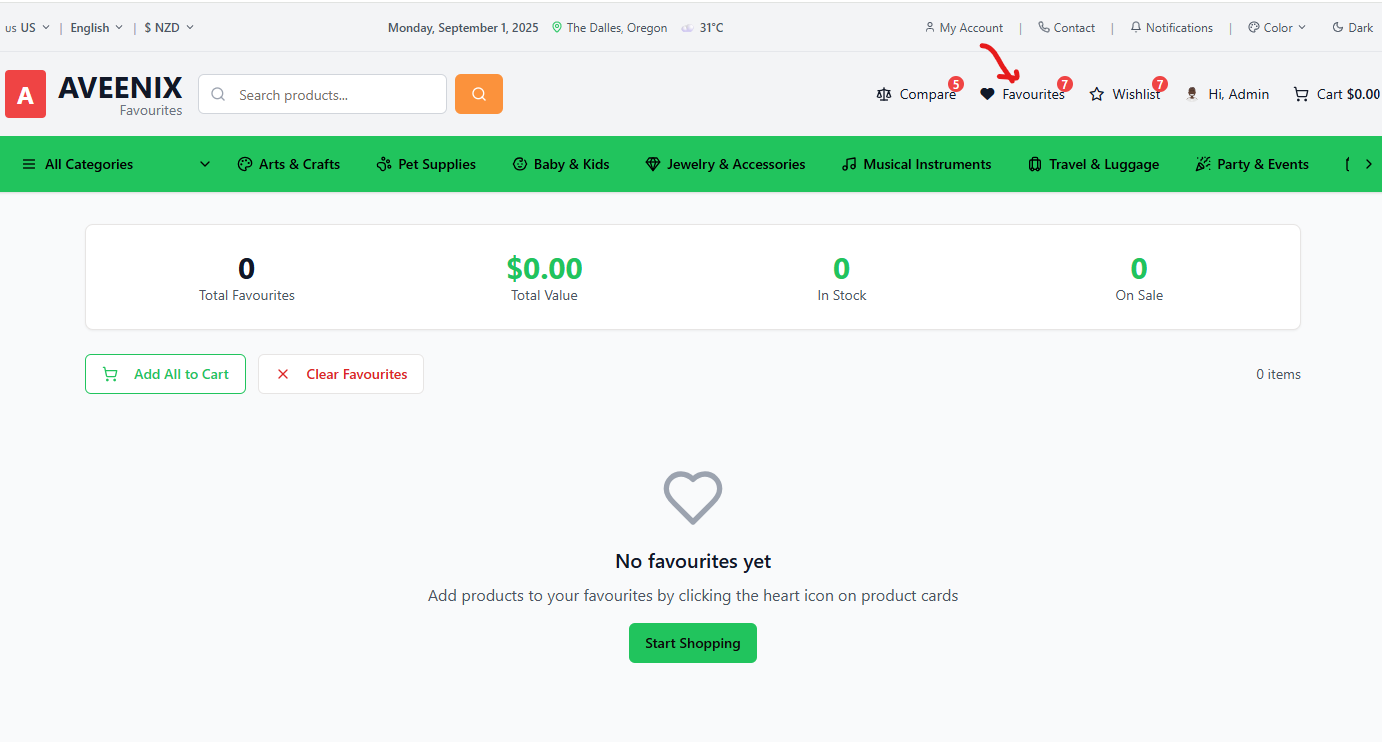 us US | English | $ NZD Monday, September 1, 2025 The Dalles, Oregon 31°C My Account | Contact | Notifications | Color Dark
A AVEENIX Favourites Search products... Compare 5 Favourites 7 Wishlist 7 Hi, Admin Cart $0.00
All Categories Arts & Crafts Pet Supplies Baby & Kids Jewelry & Accessories Musical Instruments Travel & Luggage Party & Events
0 $0.00 0 0
Total Favourites Total Value In Stock On Sale
Add All to Cart Clear Favourites 0 items
No favourites yet
Add products to your favourites by clicking the heart icon on product cards
Start Shopping